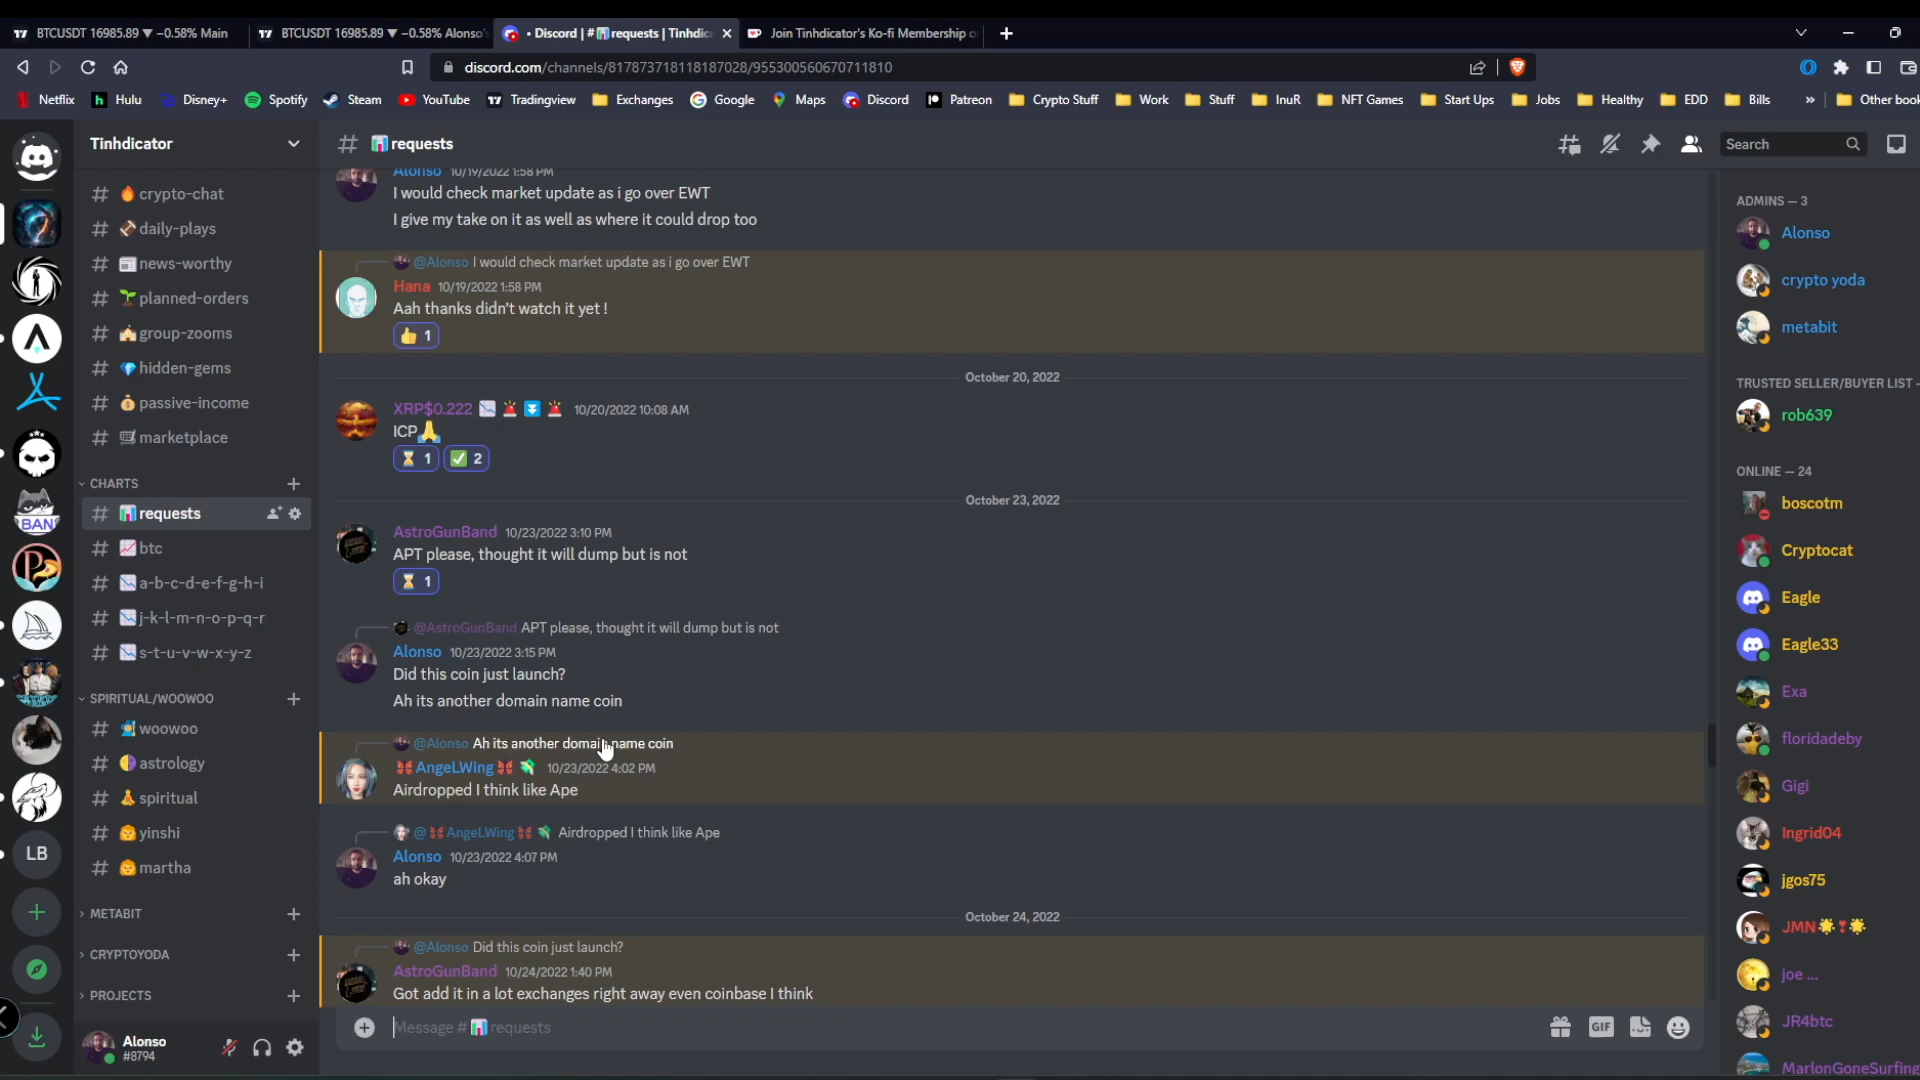 BTCUSDT 16985.89 ▼ −0.58% Main
BTCUSDT 16985.89 ▼ −0.58% Alonso's
• Discord | # 📊requests | Tinhdic
Join Tinhdicator's Ko-fi Membership o
discord.com/channels/817873718118187028/955300560670711810
Netflix
Hulu
Disney+
Spotify
Steam
YouTube
Tradingview
Exchanges
Google
Maps
Discord
Patreon
Crypto Stuff
Work
Stuff
InuR
NFT Games
Start Ups
Jobs
Healthy
EDD
Bills
»
Other book
Tinhdicator
# 🔥crypto-chat
# 🏈daily-plays
# 📰news-worthy
# 🌱planned-orders
# 🏠group-zooms
# 💎hidden-gems
# 💰passive-income
# 🛒marketplace
CHARTS
# 📊requests
# 📈btc
# 📉a-b-c-d-e-f-g-h-i
# 📉j-k-l-m-n-o-p-q-r
# 📉s-t-u-v-w-x-y-z
SPIRITUAL/WOOWOO
# woowoo
# astrology
# spiritual
# yinshi
# martha
METABIT
CRYPTOYODA
PROJECTS
BAN
LB
Alonso
#8794
# 📊requests
Search
Alonso 10/19/2022 1:58 PM
I would check market update as i go over EWT
I give my take on it as well as where it could drop too
@Alonso I would check market update as i go over EWT
Hana 10/19/2022 1:58 PM
Aah thanks didn't watch it yet !
👍 1
October 20, 2022
XRP$0.222 📉 🚨 ⏬ 🚨 10/20/2022 10:08 AM
ICP🙏
⌛ 1 ✅ 2
October 23, 2022
AstroGunBand 10/23/2022 3:10 PM
APT please, thought it will dump but is not
⌛ 1
@AstroGunBand APT please, thought it will dump but is not
Alonso 10/23/2022 3:15 PM
Did this coin just launch?
Ah its another domain name coin
@Alonso Ah its another domain name coin
AngeLWing 10/23/2022 4:02 PM
Airdropped I think like Ape
@ AngeLWing Airdropped I think like Ape
Alonso 10/23/2022 4:07 PM
ah okay
October 24, 2022
@Alonso Did this coin just launch?
AstroGunBand 10/24/2022 1:40 PM
Got add it in a lot exchanges right away even coinbase I think
Message # 📊requests
GIF
ADMINS — 3
Alonso
crypto yoda
metabit
TRUSTED SELLER/BUYER LIST -
rob639
ONLINE — 24
boscotm
Cryptocat
Eagle
Eagle33
Exa
floridadeby
Gigi
Ingrid04
jgos75
JMN🌟❣🌟
joe ...
JR4btc
MarlonGoneSurfing